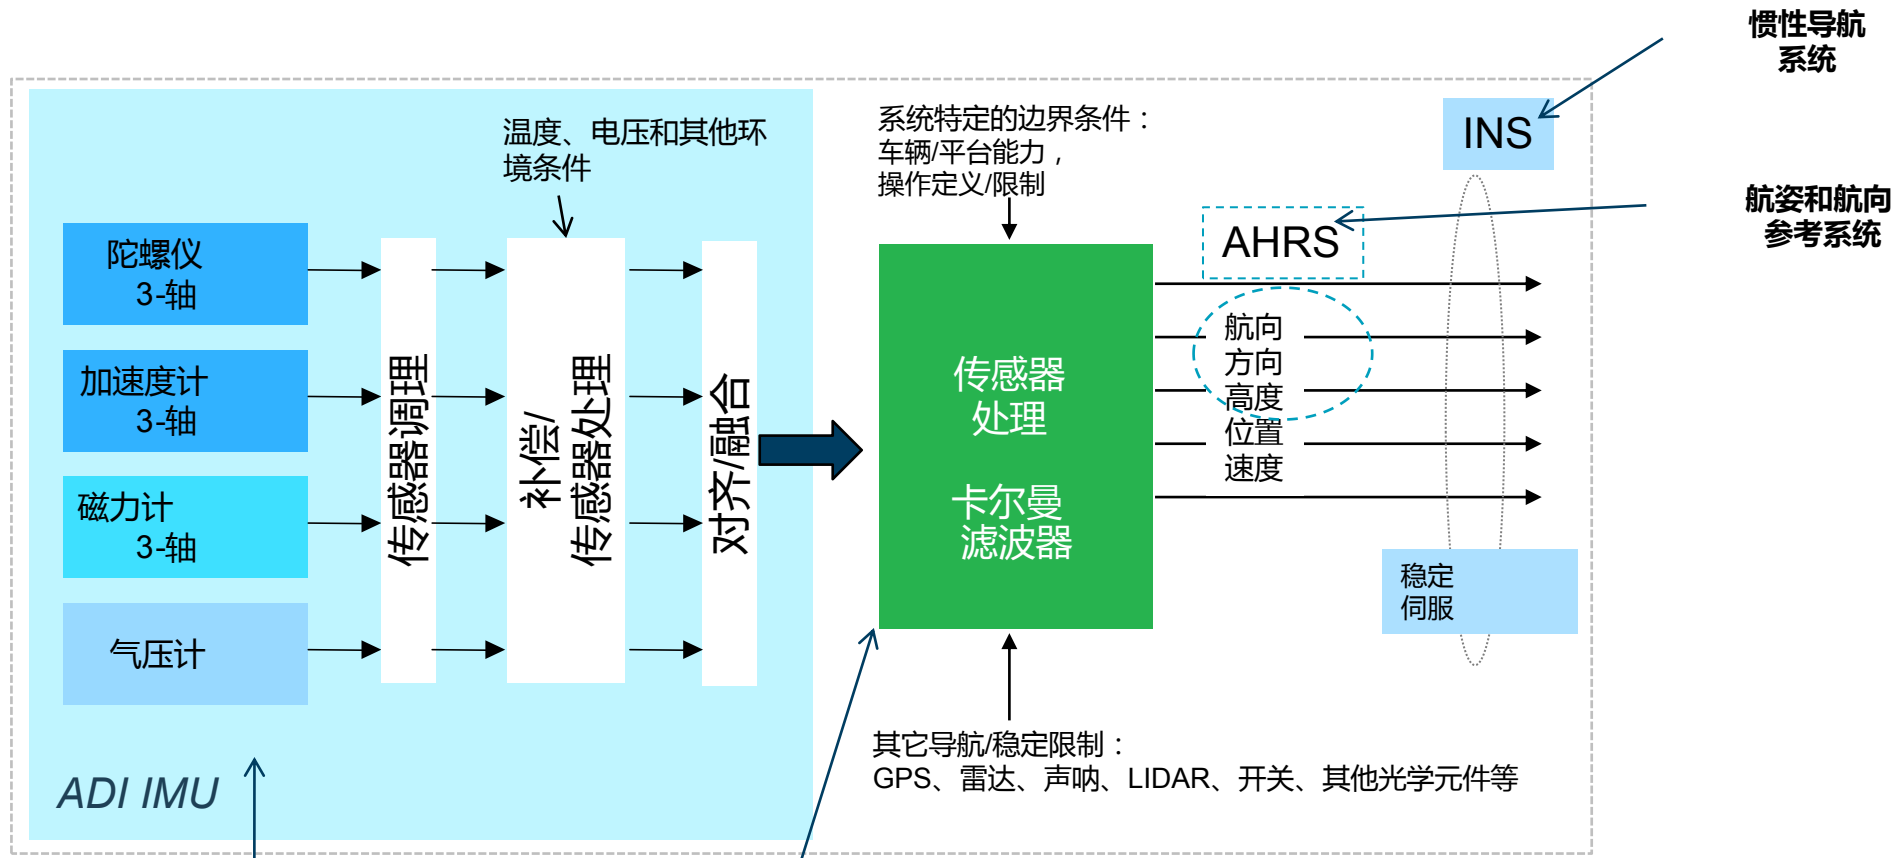 惯性导航
系统
温度、电压和其他环
境条件
系统特定的边界条件：
车辆/平台能力，
操作定义/限制
INS
航姿和航向
参考系统
AHRS
陀螺仪
3-轴
加速度计
3-轴
磁力计
3-轴
气压计
传感器调理
补偿/
传感器处理
对齐/融合
传感器
处理
卡尔曼
滤波器
航向
方向
高度
位置
速度
稳定
伺服
其它导航/稳定限制：
GPS、雷达、声呐、LIDAR、开关、其他光学元件等
ADI IMU